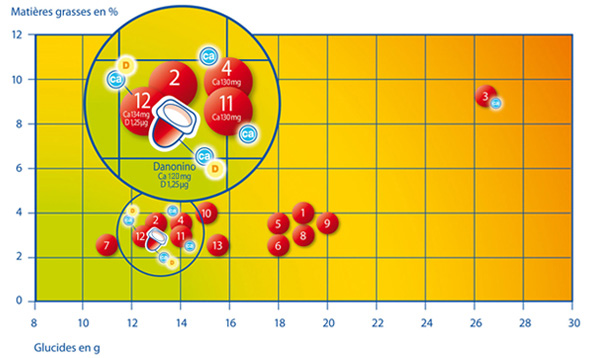 Matières grasses en %
12
10
8
6
4
2
0
8 10 12 14 16 18 20 22 24 26 28 30
Glucides en g
D
ca
ca
2
4
Ca 130 mg
12
Ca 134 mg
D 1,25 µg
11
Ca 130 mg
ca
ca
D
Danonino
Ca 120 mg
D 1,25 µg
3
ca
D
ca
ca
2
4
10
12
11
ca
ca
D
7
13
5
1
9
8
6